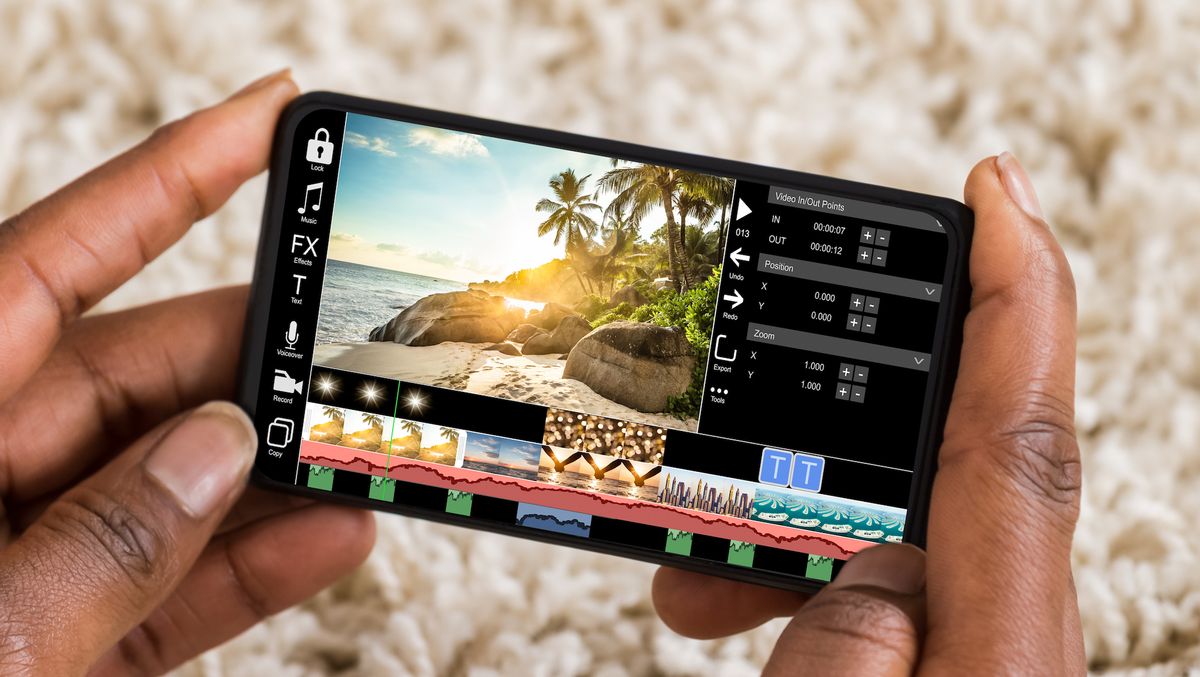 Lock
Music
FX
Effects
T
Text
Voiceover
Record
Copy
013
Undo
Redo
Export
Tools
Video In/Out Points
IN 00:00:07 + -
OUT 00:00:12 + -
Position
X 0.000 + -
Y 0.000 + -
Zoom
X 1.000 + -
Y 1.000 + -
T T